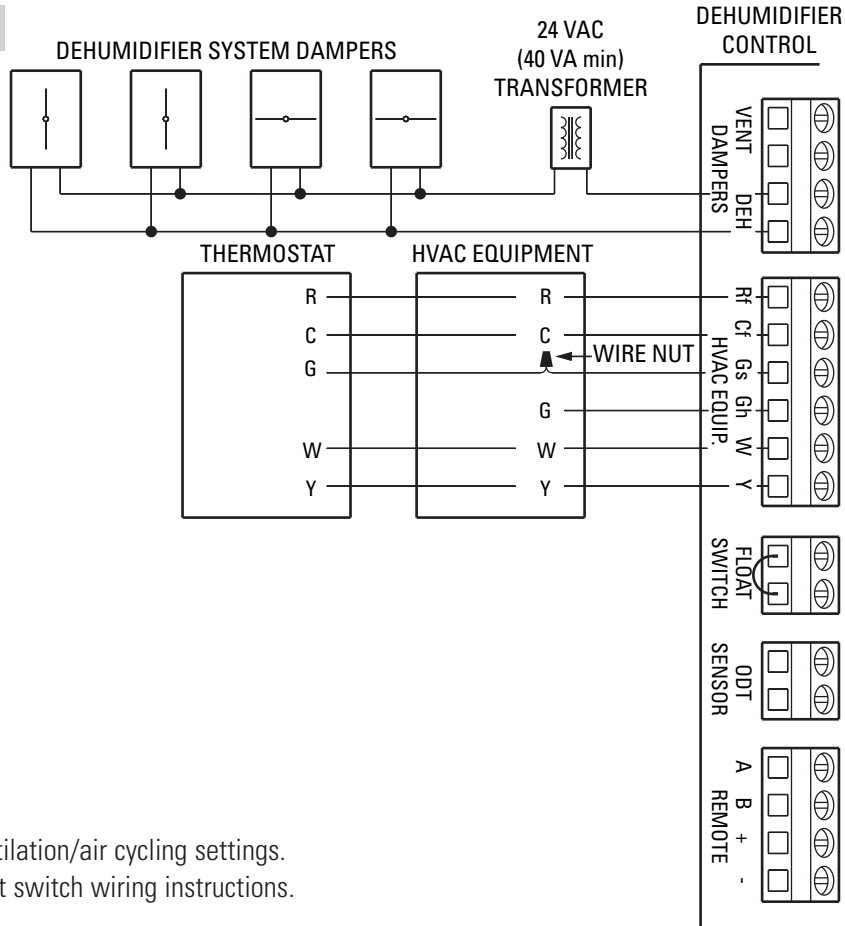 DEHUMIDIFIER SYSTEM DAMPERS
24 VAC
(40 VA min)
TRANSFORMER
DEHUMIDIFIER
CONTROL
VENT
DEH
DAMPERS
THERMOSTAT
R
C
G
W
Y
HVAC EQUIPMENT
R
C
WIRE NUT
G
W
Y
Rf
Cf
Gs
Gh
W
Y
HVAC EQUIP.
FLOAT
SWITCH
ODT
SENSOR
A
B
+
-
REMOTE
tilation/air cycling settings.
t switch wiring instructions.